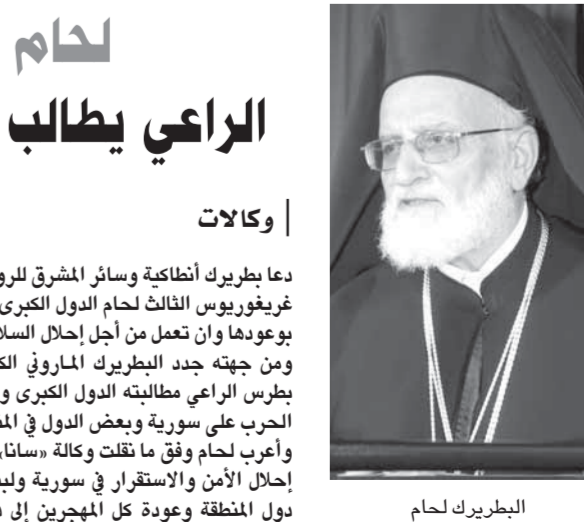 لحام
الراعي يطالب
وكالات
دعا بطريرك أنطاكية وسائر المشرق للرو
غريغوريوس الثالث لحام الدول الكبرى
بوعودها وان تعمل من أجل إحلال السلا
ومن جهته جدد البطريرك الماروني الك
بطرس الراعي مطالبته الدول الكبرى و
الحرب على سورية وبعض الدول في الم
وأعرب لحام وفق ما نقلت وكالة «سانا»
إحلال الأمن والاستقرار في سورية ولب
دول المنطقة وعودة كل المهجرين إلى
البطريرك لحام